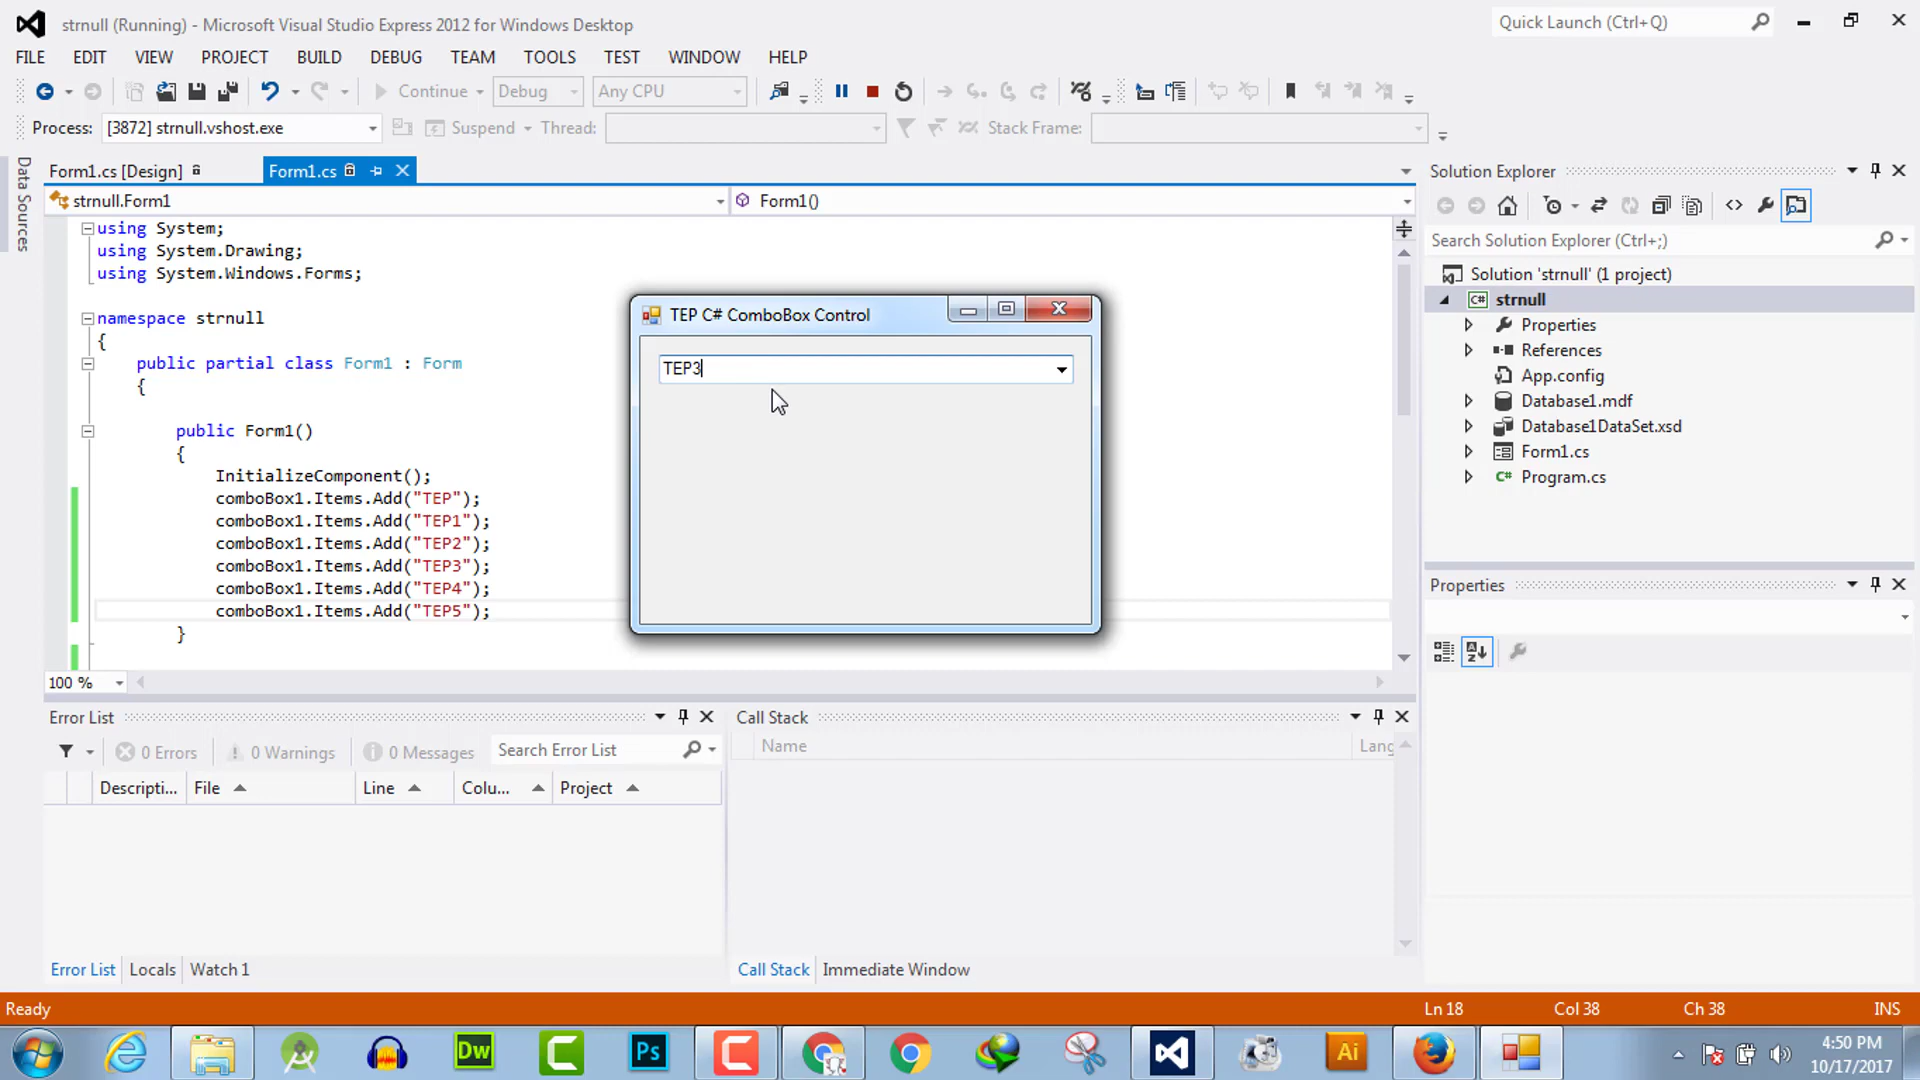 strnull (Running) - Microsoft Visual Studio Express 2012 for Windows Desktop
Quick Launch (Ctrl+Q)
FILE EDIT VIEW PROJECT BUILD DEBUG TEAM TOOLS TEST WINDOW HELP
Continue Debug Any CPU
Process: [3872] strnull.vshost.exe Suspend Thread: Stack Frame:
Data Sources
Form1.cs [Design] Form1.cs
strnull.Form1 Form1()
using System;
using System.Drawing;
using System.Windows.Forms;
namespace strnull
{
public partial class Form1 : Form
{
public Form1()
{
InitializeComponent();
comboBox1.Items.Add("TEP");
comboBox1.Items.Add("TEP1");
comboBox1.Items.Add("TEP2");
comboBox1.Items.Add("TEP3");
comboBox1.Items.Add("TEP4");
comboBox1.Items.Add("TEP5");
}
100 %
TEP C# ComboBox Control
TEP3
Solution Explorer
Search Solution Explorer (Ctrl+;)
Solution 'strnull' (1 project)
C# strnull
Properties
References
App.config
Database1.mdf
Database1DataSet.xsd
Form1.cs
C# Program.cs
Properties
Error List
0 Errors 0 Warnings 0 Messages Search Error List
Descripti... File Line Colu... Project
Error List Locals Watch 1
Call Stack
Name Lang
Call Stack Immediate Window
Ready Ln 18 Col 38 Ch 38 INS
Dw Ps Ai
4:50 PM
10/17/2017